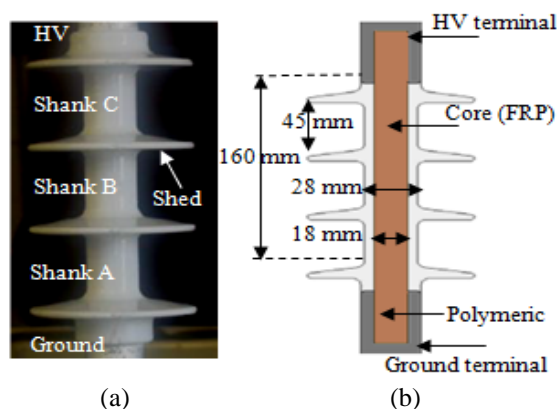 HV
Shank C
Shank B
Shed
Shank A
Ground
(a)
HV terminal
Core (FRP)
45 mm
160 mm
28 mm
18 mm
Polymeric
Ground terminal
(b)